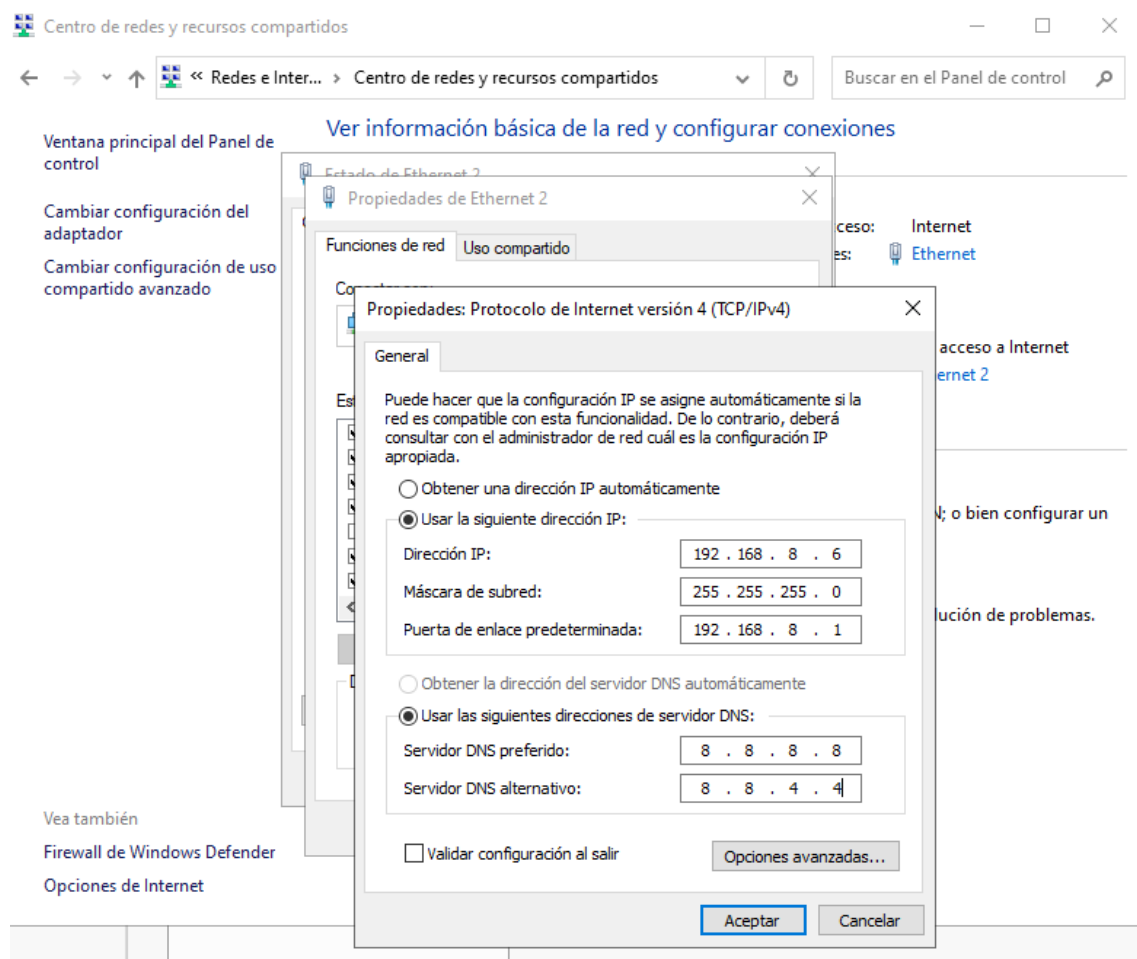 Centro de redes y recursos compartidos
« Redes e Inter... › Centro de redes y recursos compartidos
Buscar en el Panel de control
Ventana principal del Panel de
control
Cambiar configuración del
adaptador
Cambiar configuración de uso
compartido avanzado
Ver información básica de la red y configurar conexiones
Estado de Ethernet 2
Propiedades de Ethernet 2
Funciones de red
Uso compartido
Internet
Ethernet
acceso a Internet
; o bien configurar un
de problemas.
Propiedades: Protocolo de Internet versión 4 (TCP/IPv4)
General
Puede hacer que la configuración IP se asigne automáticamente si la
red es compatible con esta funcionalidad. De lo contrario, deberá
consultar con el administrador de red cuál es la configuración IP
apropiada.
Obtener una dirección IP automáticamente
Usar la siguiente dirección IP:
Dirección IP: 192 . 168 . 8 . 6
Máscara de subred: 255 . 255 . 255 . 0
Puerta de enlace predeterminada: 192 . 168 . 8 . 1
Obtener la dirección del servidor DNS automáticamente
Usar las siguientes direcciones de servidor DNS:
Servidor DNS preferido: 8 . 8 . 8 . 8
Servidor DNS alternativo: 8 . 8 . 4 . 4
Validar configuración al salir
Opciones avanzadas...
Aceptar
Cancelar
Vea también
Firewall de Windows Defender
Opciones de Internet